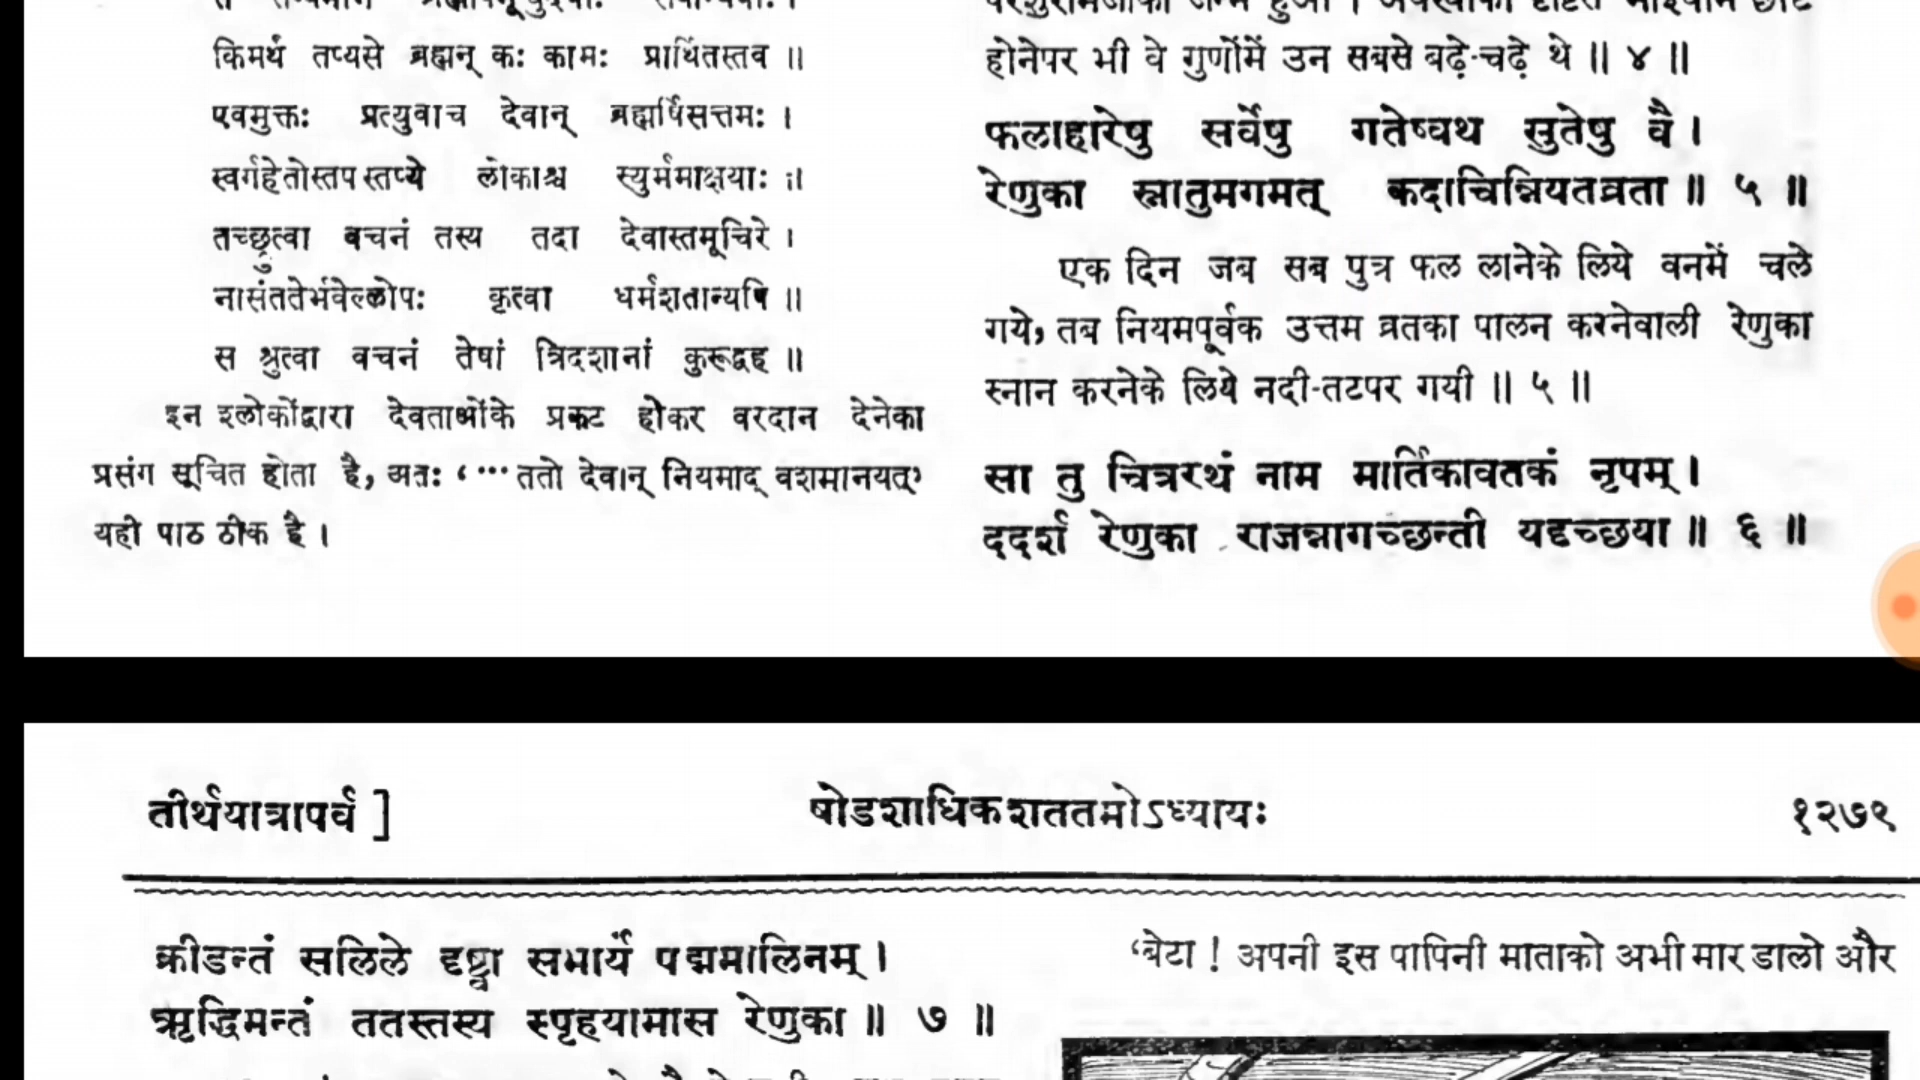 किमर्थं तप्यसे ब्रह्मन् कः कामः प्रार्थितस्तव ॥
एवमुक्तः प्रत्युवाच देवान् ब्रह्मर्षिसत्तमः ।
स्वर्गहेतोस्तपस्तप्ये लोकाश्च स्युर्ममाक्षयाः ॥
तच्छ्रुत्वा वचनं तस्य तदा देवास्तमूचिरे ।
नासंततेर्भवेल्लोपः कृत्वा धर्मशतान्यपि ॥
स श्रुत्वा वचनं तेषां त्रिदशानां कुरूद्वह ॥
इन श्लोकोंद्वारा देवताओंके प्रकट होकर वरदान देनेका
प्रसंग सूचित होता है, अतः ‘···ततो देवान् नियमाद् वशमानयत्’
यही पाठ ठीक है ।
होनेपर भी वे गुणोंमें उन सबसे बढ़े-चढ़े थे ॥ ४ ॥
फलाहारेषु सर्वेषु गतेष्वथ सुतेषु वै ।
रेणुका स्नातुमगमत् कदाचिन्नियतव्रता ॥ ५ ॥
एक दिन जब सब पुत्र फल लानेके लिये वनमें चले
गये, तब नियमपूर्वक उत्तम व्रतका पालन करनेवाली रेणुका
स्नान करनेके लिये नदी-तटपर गयी ॥ ५ ॥
सा तु चित्ररथं नाम मार्तिकावतकं नृपम् ।
ददर्श रेणुका राजन्नागच्छन्ती यदृच्छया ॥ ६ ॥
तीर्थयात्रापर्व ] षोडशाधिकशततमोऽध्यायः १२७९
क्रीडन्तं सलिले दृष्ट्वा सभार्यं पद्ममालिनम् ।
ऋद्धिमन्तं ततस्तस्य स्पृहयामास रेणुका ॥ ७ ॥
‘बेटा ! अपनी इस पापिनी माताको अभी मार डालो और